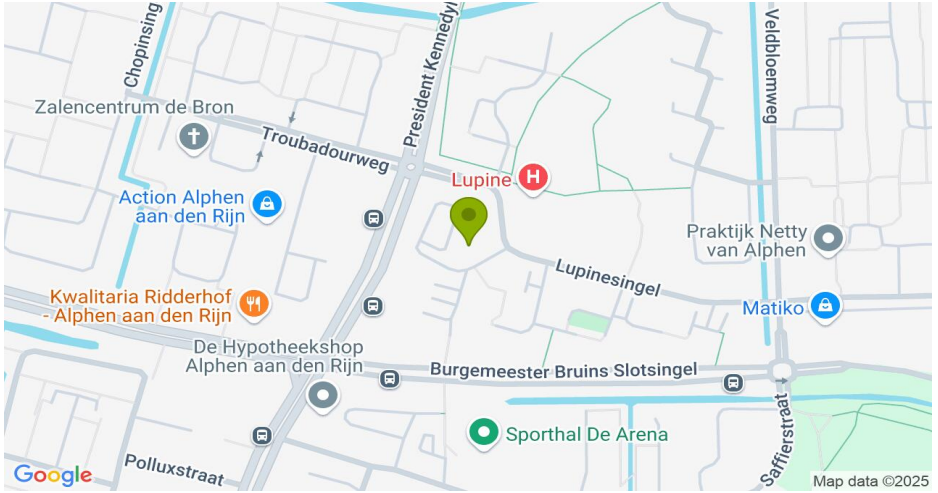 Chopinsing
President Kennedyl
Veldbloemweg
Zalencentrum de Bron
Troubadourweg
Lupine
H
Action Alphen
aan den Rijn
Praktijk Netty
van Alphen
Lupinesingel
Kwalitaria Ridderhof
- Alphen aan den Rijn
Matiko
De Hypotheekshop
Alphen aan den Rijn
Burgemeester Bruins Slotsingel
Saffierstraat
Sporthal De Arena
Polluxstraat
Google
Map data ©2025